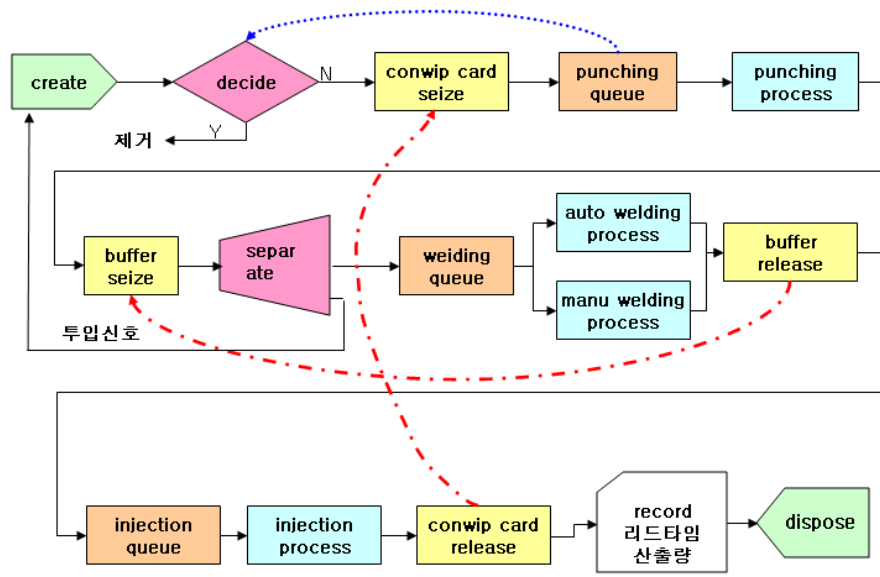 create
decide
N
Y
제거
conwip card
seize
punching
queue
punching
process
buffer
seize
separ
ate
투입신호
weiding
queue
auto welding
process
manu welding
process
buffer
release
injection
queue
injection
process
conwip card
release
record
리드타임
산출량
dispose